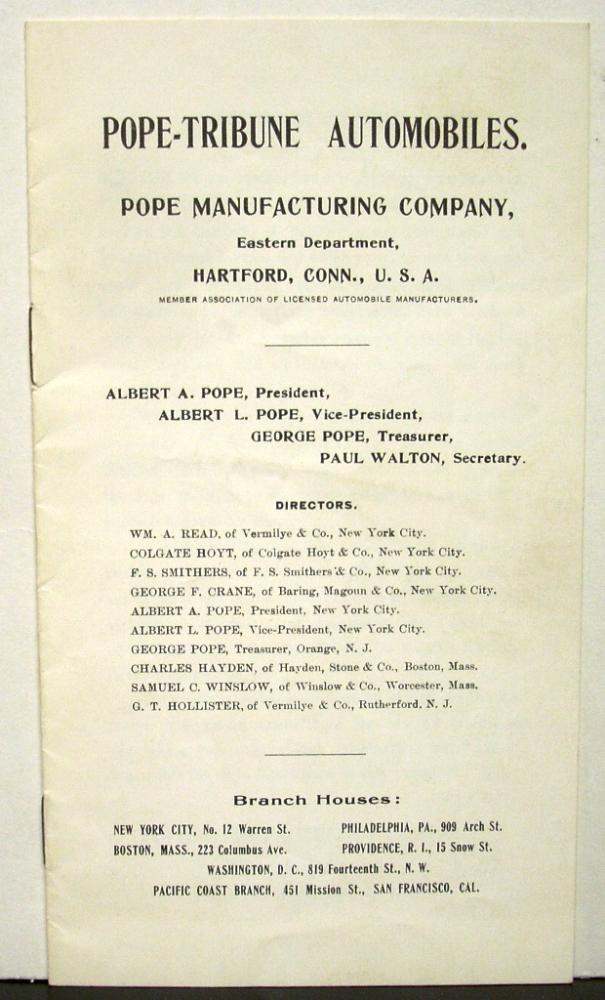 POPE-TRIBUNE AUTOMOBILES.
POPE MANUFACTURING COMPANY,
Eastern Department,
HARTFORD, CONN., U. S. A.
MEMBER ASSOCIATION OF LICENSED AUTOMOBILE MANUFACTURERS.
ALBERT A. POPE, President,
ALBERT L. POPE, Vice-President,
GEORGE POPE, Treasurer,
PAUL WALTON, Secretary.
DIRECTORS.
WM. A. READ, of Vermilye & Co., New York City.
COLGATE HOYT, of Colgate Hoyt & Co., New York City.
F. S. SMITHERS, of F. S. Smithers & Co., New York City.
GEORGE F. CRANE, of Baring, Magoun & Co., New York City.
ALBERT A. POPE, President, New York City.
ALBERT L. POPE, Vice-President, New York City.
GEORGE POPE, Treasurer, Orange, N. J.
CHARLES HAYDEN, of Hayden, Stone & Co., Boston, Mass.
SAMUEL C. WINSLOW, of Winslow & Co., Worcester, Mass.
G. T. HOLLISTER, of Vermilye & Co., Rutherford, N. J.
Branch Houses:
NEW YORK CITY, No. 12 Warren St. PHILADELPHIA, PA., 909 Arch St.
BOSTON, MASS., 223 Columbus Ave. PROVIDENCE, R. I., 15 Snow St.
WASHINGTON, D. C., 819 Fourteenth St., N. W.
PACIFIC COAST BRANCH, 451 Mission St., SAN FRANCISCO, CAL.